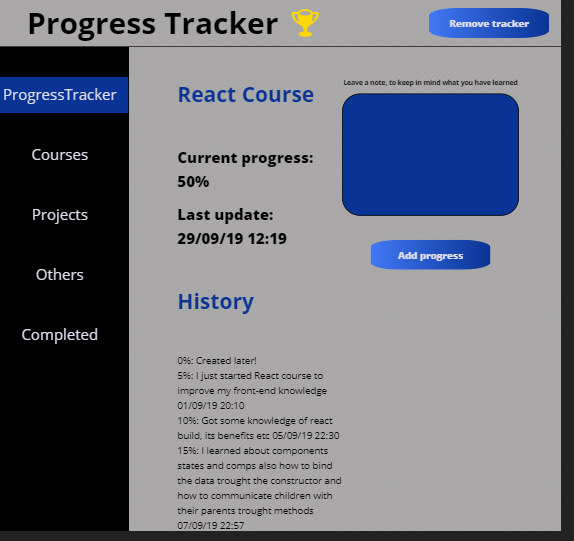 Progress Tracker
Remove tracker
ProgressTracker
Courses
Projects
Others
Completed
React Course
Leave a note, to keep in mind what you have learned
Current progress:
50%
Last update:
29/09/19 12:19
Add progress
History
0%: Created later!
5%: I just started React course to
improve my front-end knowledge
01/09/19 20:10
10%: Got some knowledge of react
build, its benefits etc 05/09/19 22:30
15%: I learned about components
states and comps also how to bind
the data trought the constructor and
how to communicate children with
their parents trought methods
07/09/19 22:57